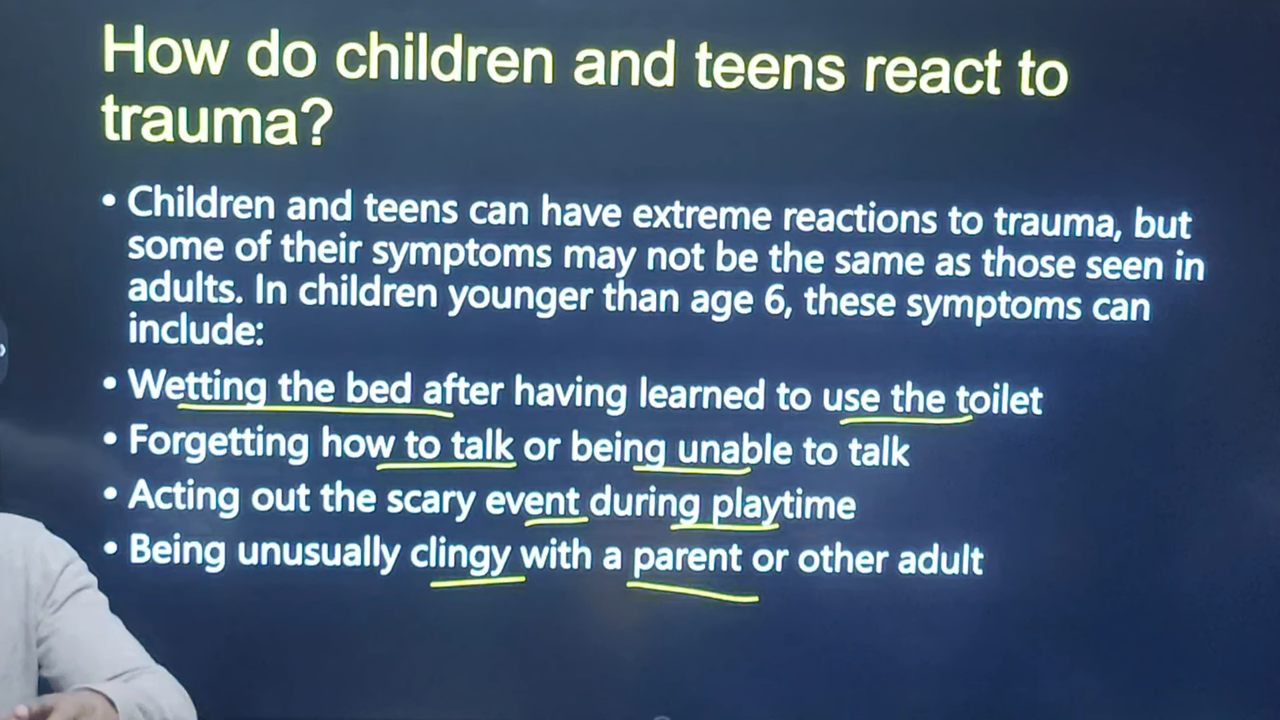 How do children and teens react to
trauma?
• Children and teens can have extreme reactions to trauma, but
some of their symptoms may not be the same as those seen in
adults. In children younger than age 6, these symptoms can
include:
• Wetting the bed after having learned to use the toilet
• Forgetting how to talk or being unable to talk
• Acting out the scary event during playtime
• Being unusually clingy with a parent or other adult